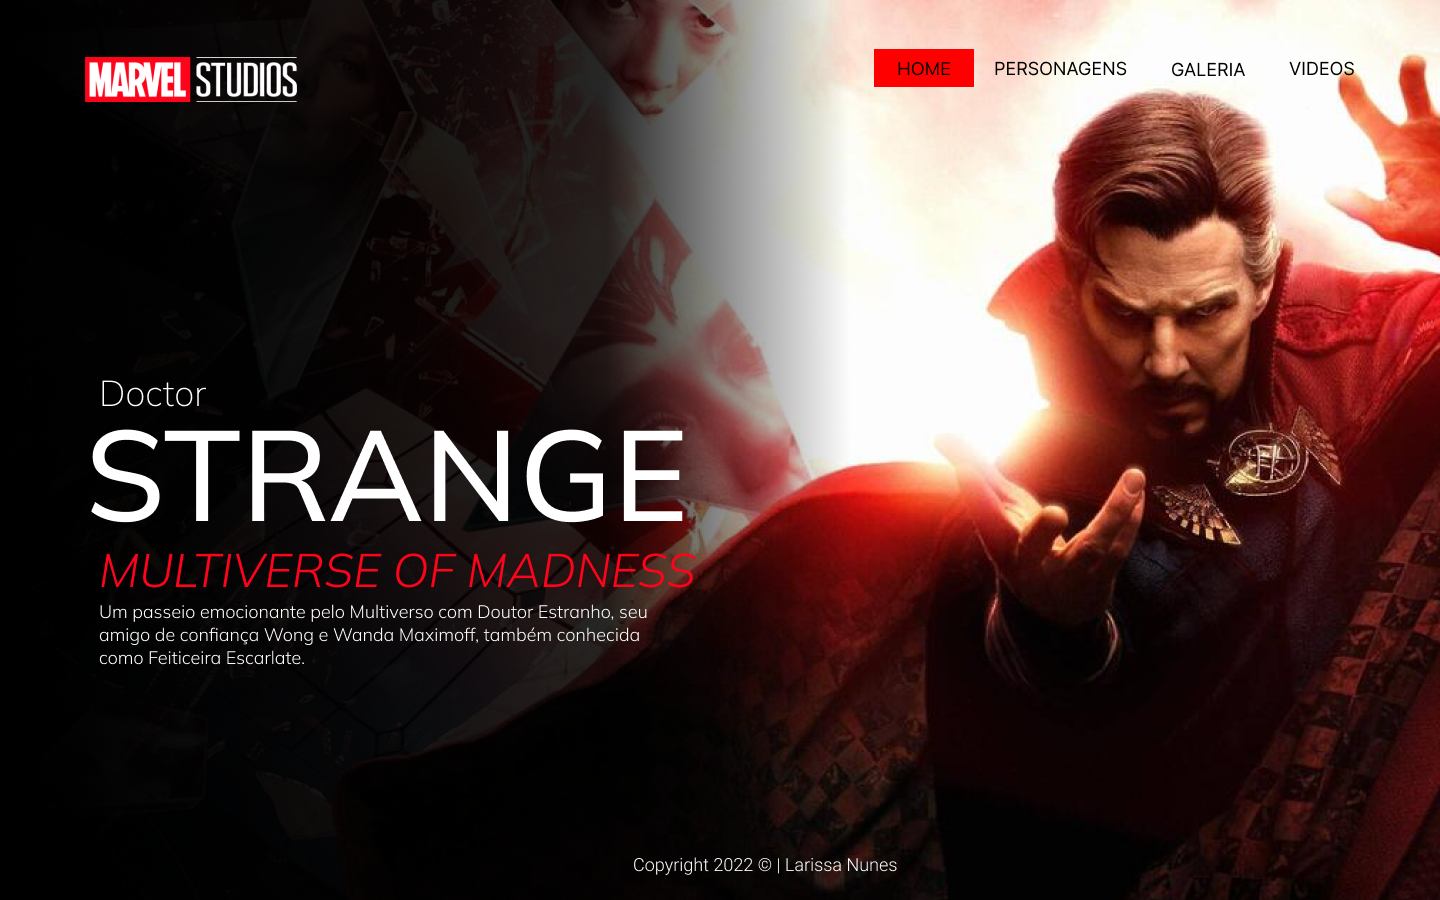 MARVEL STUDIOS
HOME PERSONAGENS GALERIA VIDEOS
Doctor
STRANGE
MULTIVERSE OF MADNESS
Um passeio emocionante pelo Multiverso com Doutor Estranho, seu
amigo de confiança Wong e Wanda Maximoff, também conhecida
como Feiticeira Escarlate.
Copyright 2022 © | Larissa Nunes